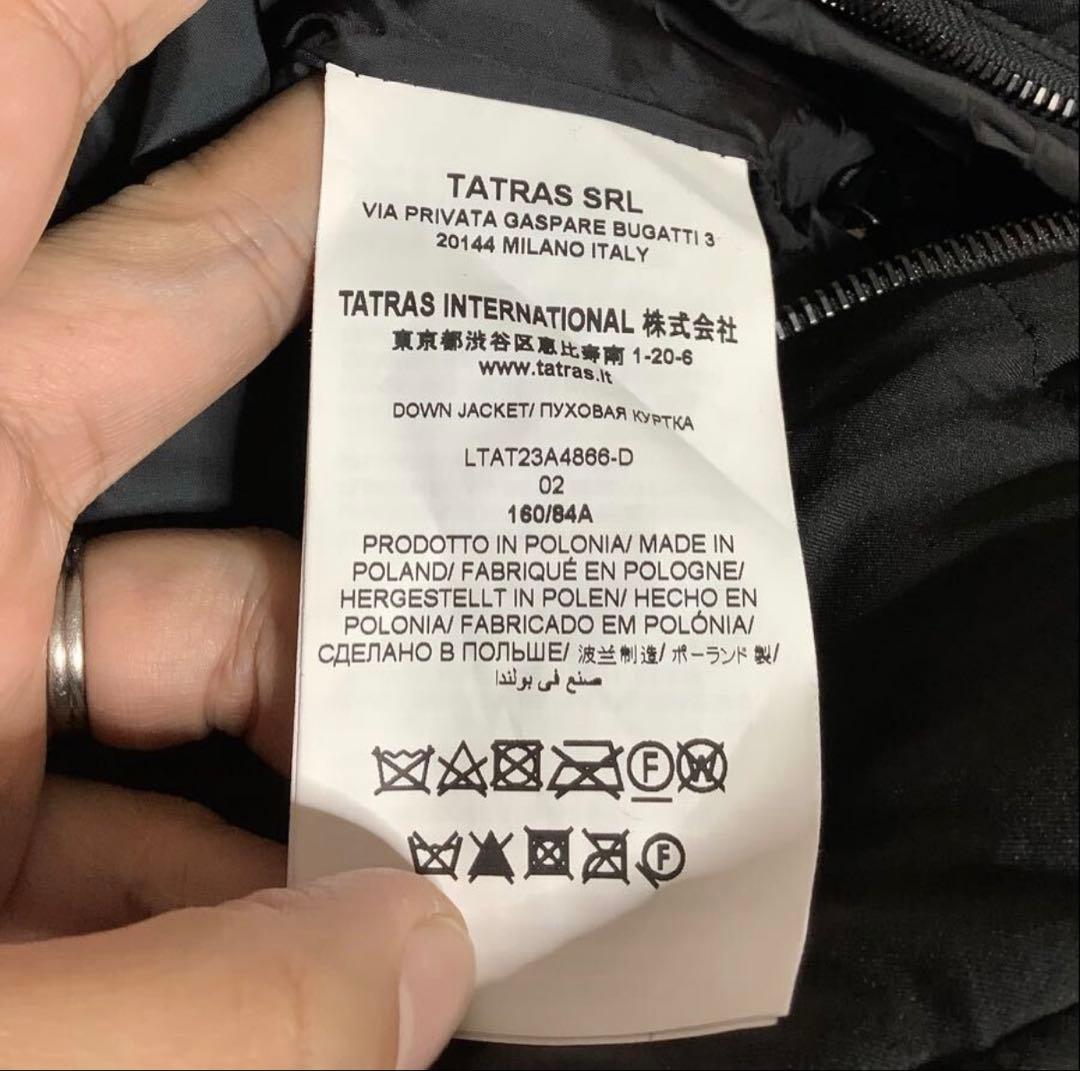 TATRAS SRL
VIA PRIVATA GASPARE BUGATTI 3
20144 MILANO ITALY
TATRAS INTERNATIONAL 株式会社
東京都渋谷区恵比寿南 1-20-6
www.tatras.it
DOWN JACKET/ ПУХОВАЯ КУРТКА
LTAT23A4866-D
02
160/84A
PRODOTTO IN POLONIA/ MADE IN
POLAND/ FABRIQUÉ EN POLOGNE/
HERGESTELLT IN POLEN/ HECHO EN
POLONIA/ FABRICADO EM POLÓNIA/
СДЕЛАНО В ПОЛЬШЕ/ 波兰制造/ ポーランド 製/
صنع في بولندا
F W
F